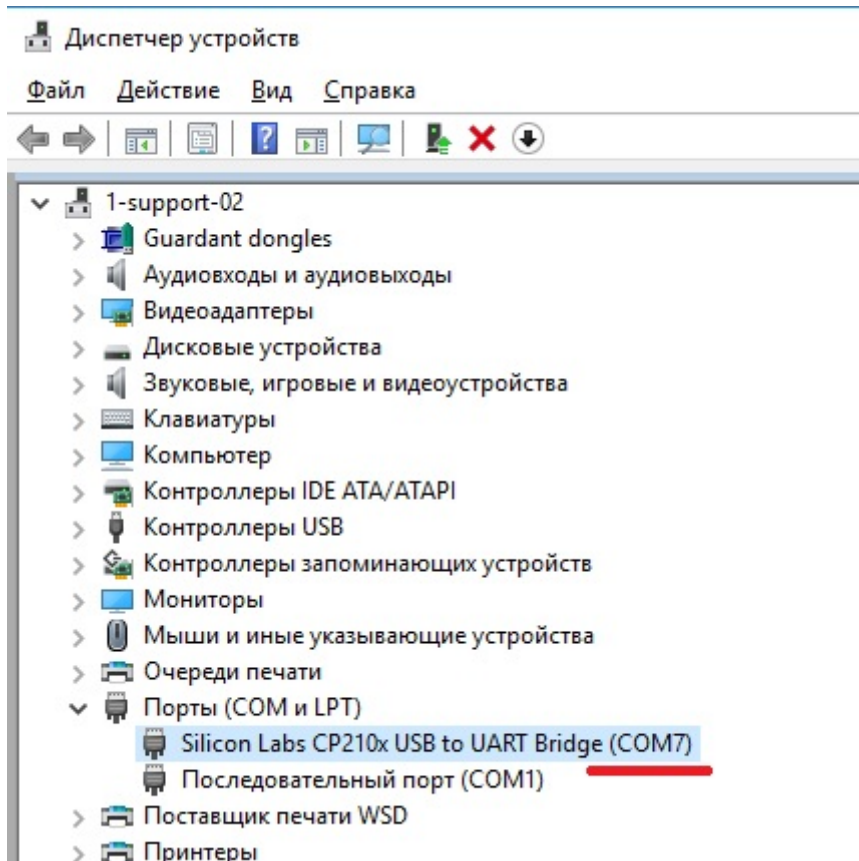 Диспетчер устройств
Файл Действие Вид Справка
1-support-02
Guardant dongles
Аудиовходы и аудиовыходы
Видеоадаптеры
Дисковые устройства
Звуковые, игровые и видеоустройства
Клавиатуры
Компьютер
Контроллеры IDE ATA/ATAPI
Контроллеры USB
Контроллеры запоминающих устройств
Мониторы
Мыши и иные указывающие устройства
Очереди печати
Порты (COM и LPT)
Silicon Labs CP210x USB to UART Bridge (COM7)
Последовательный порт (COM1)
Поставщик печати WSD
Принтеры